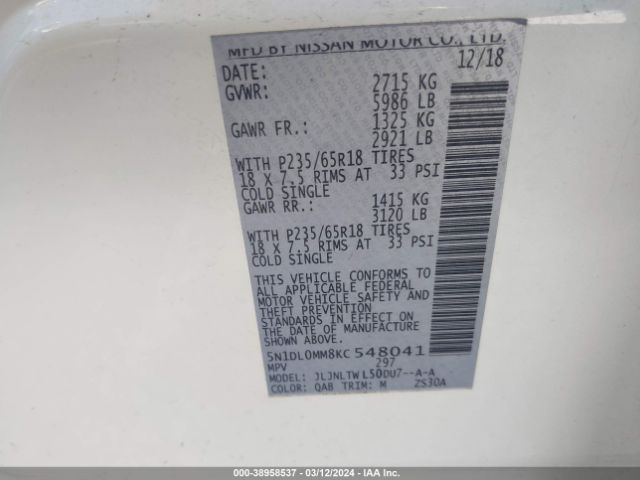 MFD BY NISSAN MOTOR CO., LTD.
DATE: 12/18
GVWR: 2715 KG
5986 LB
GAWR FR.: 1325 KG
2921 LB
WITH P235/65R18 TIRES
18 X 7.5 RIMS AT 33 PSI
COLD SINGLE
GAWR RR.: 1415 KG
3120 LB
WITH P235/65R18 TIRES
18 X 7.5 RIMS AT 33 PSI
COLD SINGLE
THIS VEHICLE CONFORMS TO
ALL APPLICABLE FEDERAL
MOTOR VEHICLE SAFETY AND
THEFT PREVENTION
STANDARDS IN EFFECT ON
THE DATE OF MANUFACTURE
SHOWN ABOVE.
5N1DL0MM8KC 548041
MPV 297
MODEL: JLJNLTWL50DU7--A-A
COLOR: QAB TRIM: M ZS30A
000-38958537 - 03/12/2024 - IAA Inc.